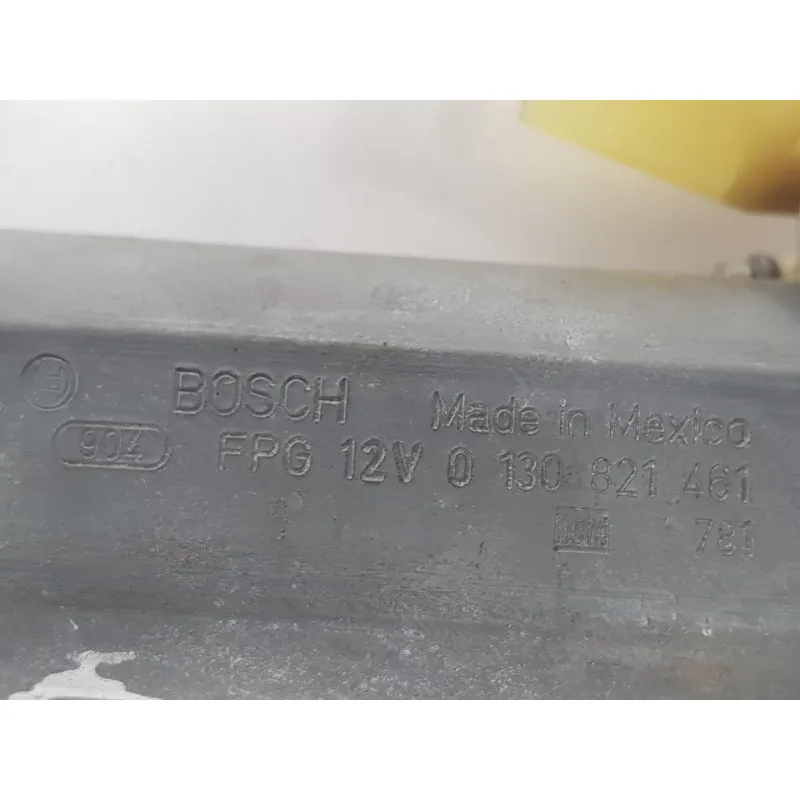 BOSCH Made in Mexico
904 FPG 12V 0 130 821 461
781